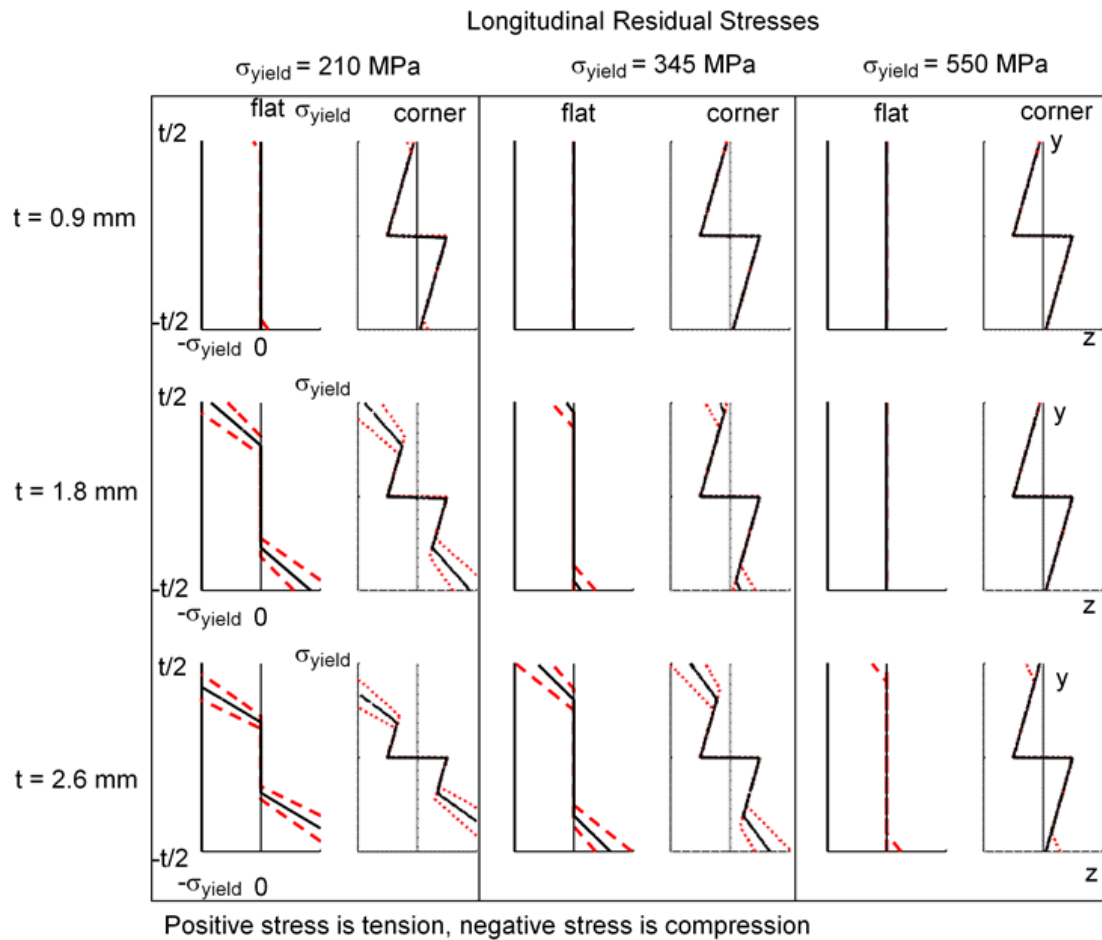 Longitudinal Residual Stresses
σyield = 210 MPa σyield = 345 MPa σyield = 550 MPa
flat σyield corner flat corner flat corner
t/2 y
t = 0.9 mm
-t/2 z
-σyield 0
σyield
t/2 y
t = 1.8 mm
-t/2 z
-σyield 0
σyield
t/2 y
t = 2.6 mm
-t/2 z
-σyield 0
Positive stress is tension, negative stress is compression